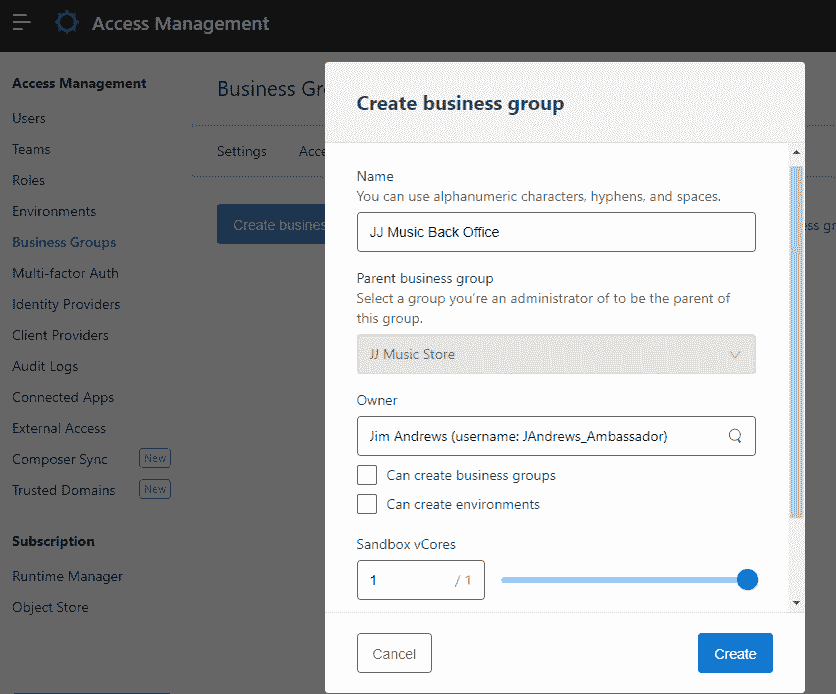 Access Management
Access Management
Users
Teams
Roles
Environments
Business Groups
Multi-factor Auth
Identity Providers
Client Providers
Audit Logs
Connected Apps
External Access
Composer Sync New
Trusted Domains New
Subscription
Runtime Manager
Object Store
Business Gr
Settings Acce
Create busines
ess gr
Create business group
Name
You can use alphanumeric characters, hyphens, and spaces.
JJ Music Back Office
Parent business group
Select a group you’re an administrator of to be the parent of
this group.
JJ Music Store
Owner
Jim Andrews (username: JAndrews_Ambassador)
Can create business groups
Can create environments
Sandbox vCores
1 / 1
Cancel Create